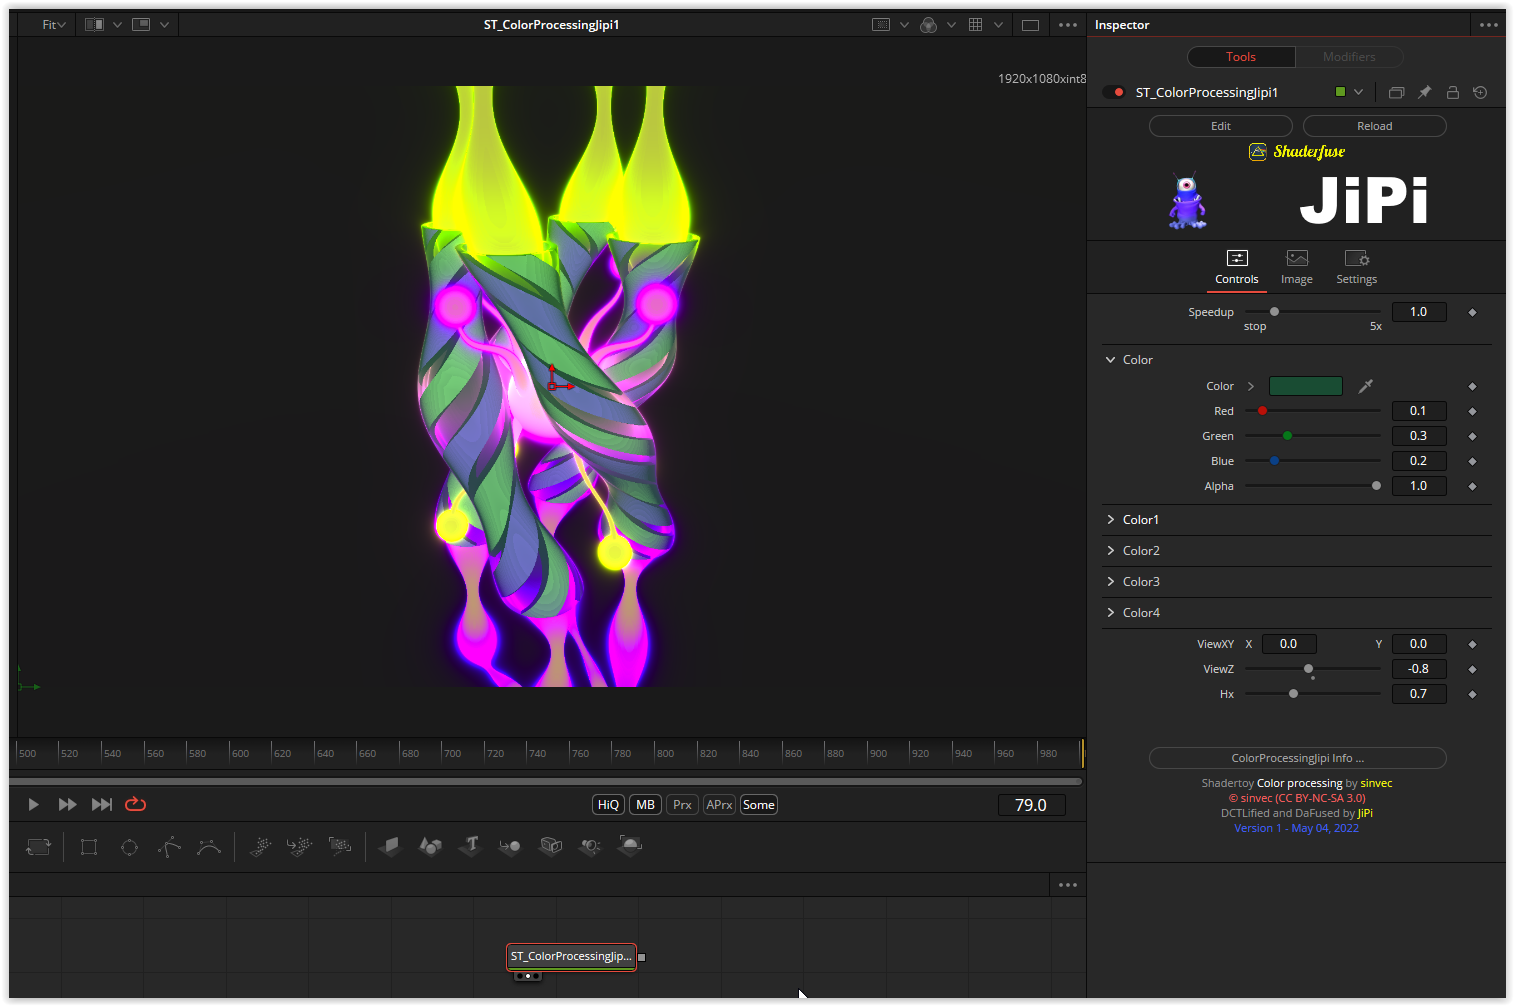 Fit
ST_ColorProcessingJipi1
Inspector
1920x1080xint8
Tools
Modifiers
ST_ColorProcessingJipi1
Edit
Reload
Shaderfuse
JiPi
Controls
Image
Settings
Speedup
1.0
stop
5x
Color
Color
Red
0.1
Green
0.3
Blue
0.2
Alpha
1.0
Color1
Color2
Color3
Color4
ViewXY X 0.0 Y 0.0
ViewZ
-0.8
Hx
0.7
500 520 540 560 580 600 620 640 660 680 700 720 740 760 780 800 820 840 860 880 900 920 940 960 980
HiQ MB Prx APrx Some
79.0
ColorProcessingJipi Info ...
Shadertoy Color processing by sinvec
© sinvec (CC BY-NC-SA 3.0)
DCTLified and DaFused by JiPi
Version 1 - May 04, 2022
ST_ColorProcessingJip...